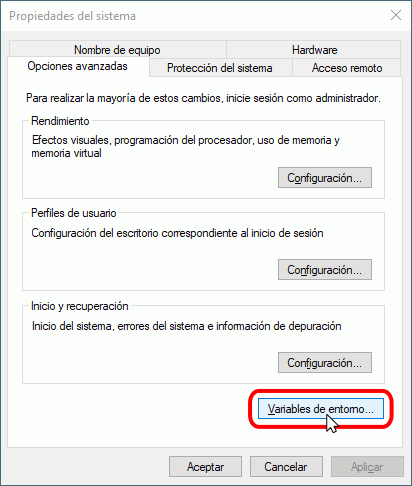 Propiedades del sistema
Nombre de equipo
Hardware
Opciones avanzadas
Protección del sistema
Acceso remoto
Para realizar la mayoría de estos cambios, inicie sesión como administrador.
Rendimiento
Efectos visuales, programación del procesador, uso de memoria y
memoria virtual
Configuración...
Perfiles de usuario
Configuración del escritorio correspondiente al inicio de sesión
Configuración...
Inicio y recuperación
Inicio del sistema, errores del sistema e información de depuración
Configuración...
Variables de entorno...
Aceptar
Cancelar
Aplicar